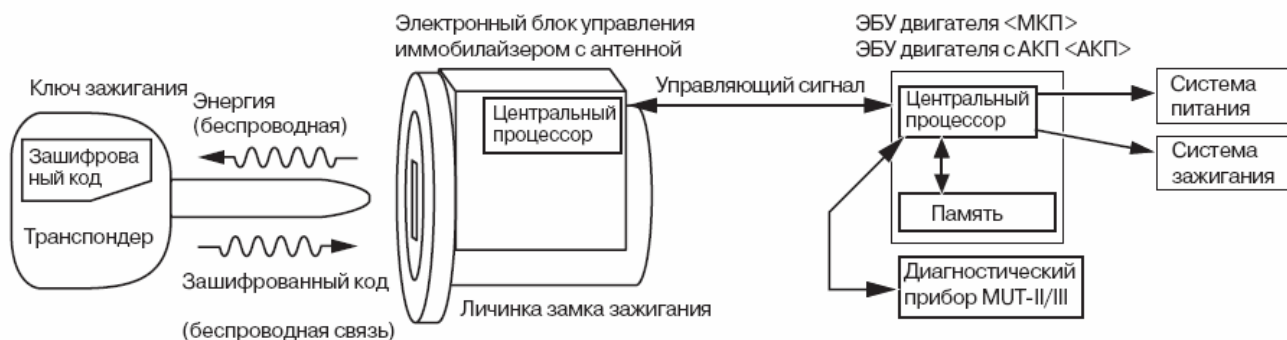 Ключ зажигания
Энергия
(беспроводная)
Зашифрова
ный код
Транспондер
Зашифрованный код
(беспроводная связь)
Электронный блок управления
иммобилайзером с антенной
Центральный
процессор
Личинка замка зажигания
Управляющий сигнал
ЭБУ двигателя <МКП>
ЭБУ двигателя с АКП <АКП>
Центральный
процессор
Память
Диагностический
прибор MUT-II/III
Система
питания
Система
зажигания